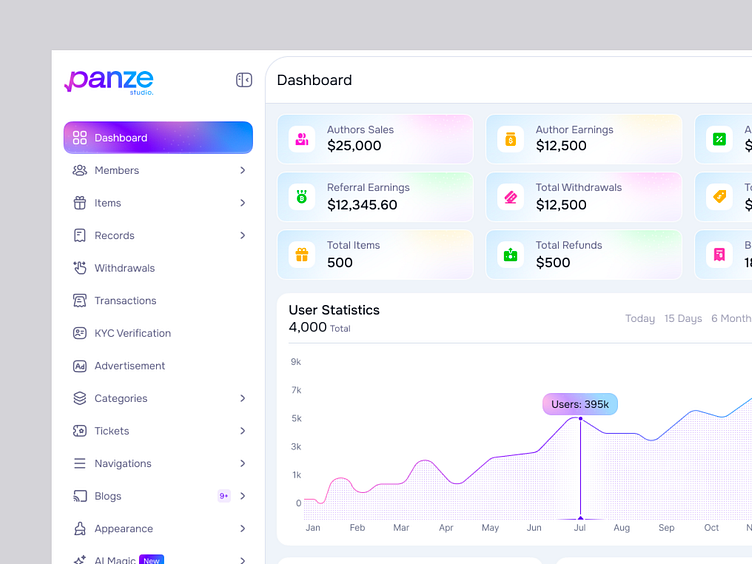 panze
studio.
Dashboard
Dashboard
Members
Items
Records
Withdrawals
Transactions
KYC Verification
Ad
Advertisement
Categories
Tickets
Navigations
Blogs
9+
Appearance
AI Magic
New
Authors Sales
$25,000
Author Earnings
$12,500
Referral Earnings
$12,345.60
Total Withdrawals
$12,500
Total Items
500
Total Refunds
$500
User Statistics
4,000 Total
Today 15 Days 6 Month
9k
7k
5k
3k
1k
0
Users: 395k
Jan Feb Mar Apr May Jun Jul Aug Sep Oct